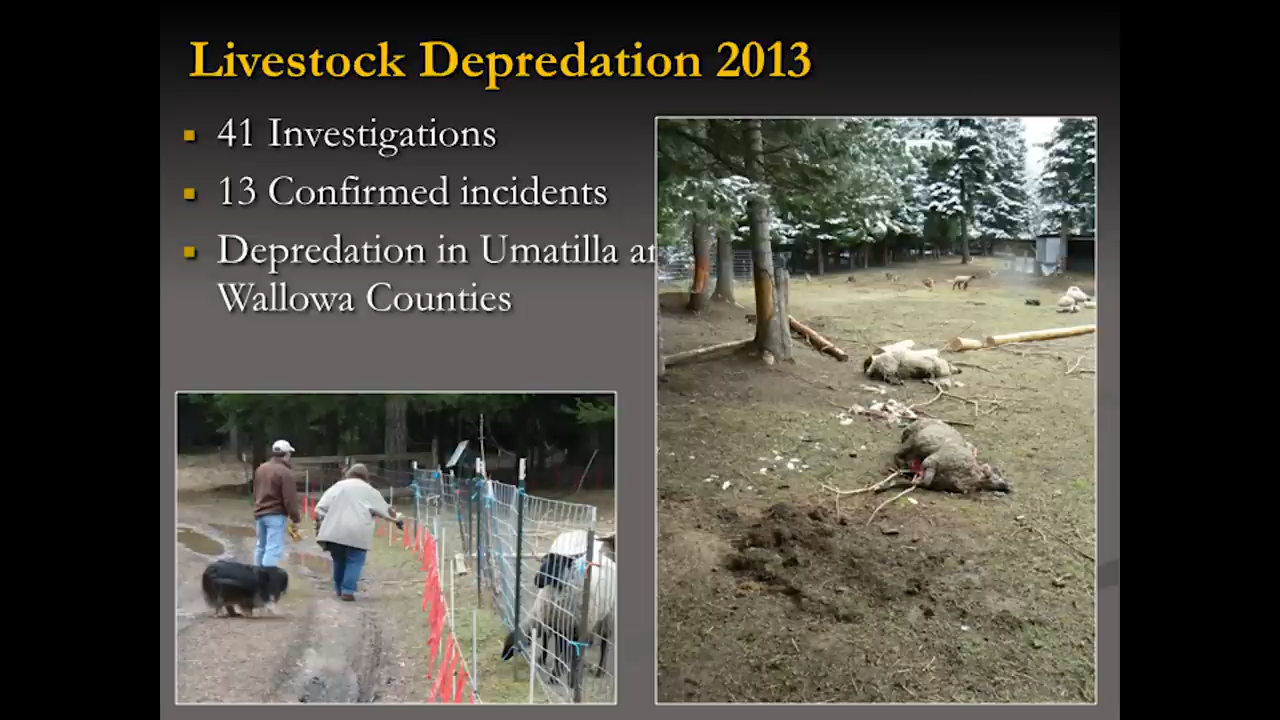 Livestock Depredation 2013
41 Investigations
13 Confirmed incidents
Depredation in Umatilla
Wallowa Counties